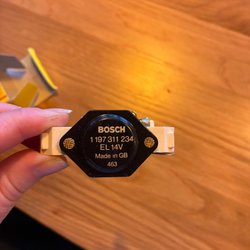 BOSCH
1 197 311 234
EL 14V
Made in GB
463